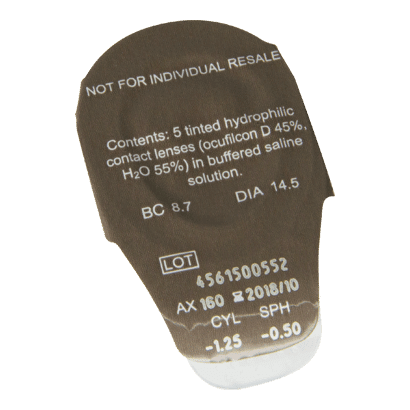 NOT FOR INDIVIDUAL RESALE
Contents: 5 tinted hydrophilic
contact lenses (ocufilcon D 45%,
H2O 55%) in buffered saline
solution.
BC 8.7 DIA 14.5
LOT 4561500552
AX 160 ⌛2018/10
CYL SPH
-1.25 -0.50